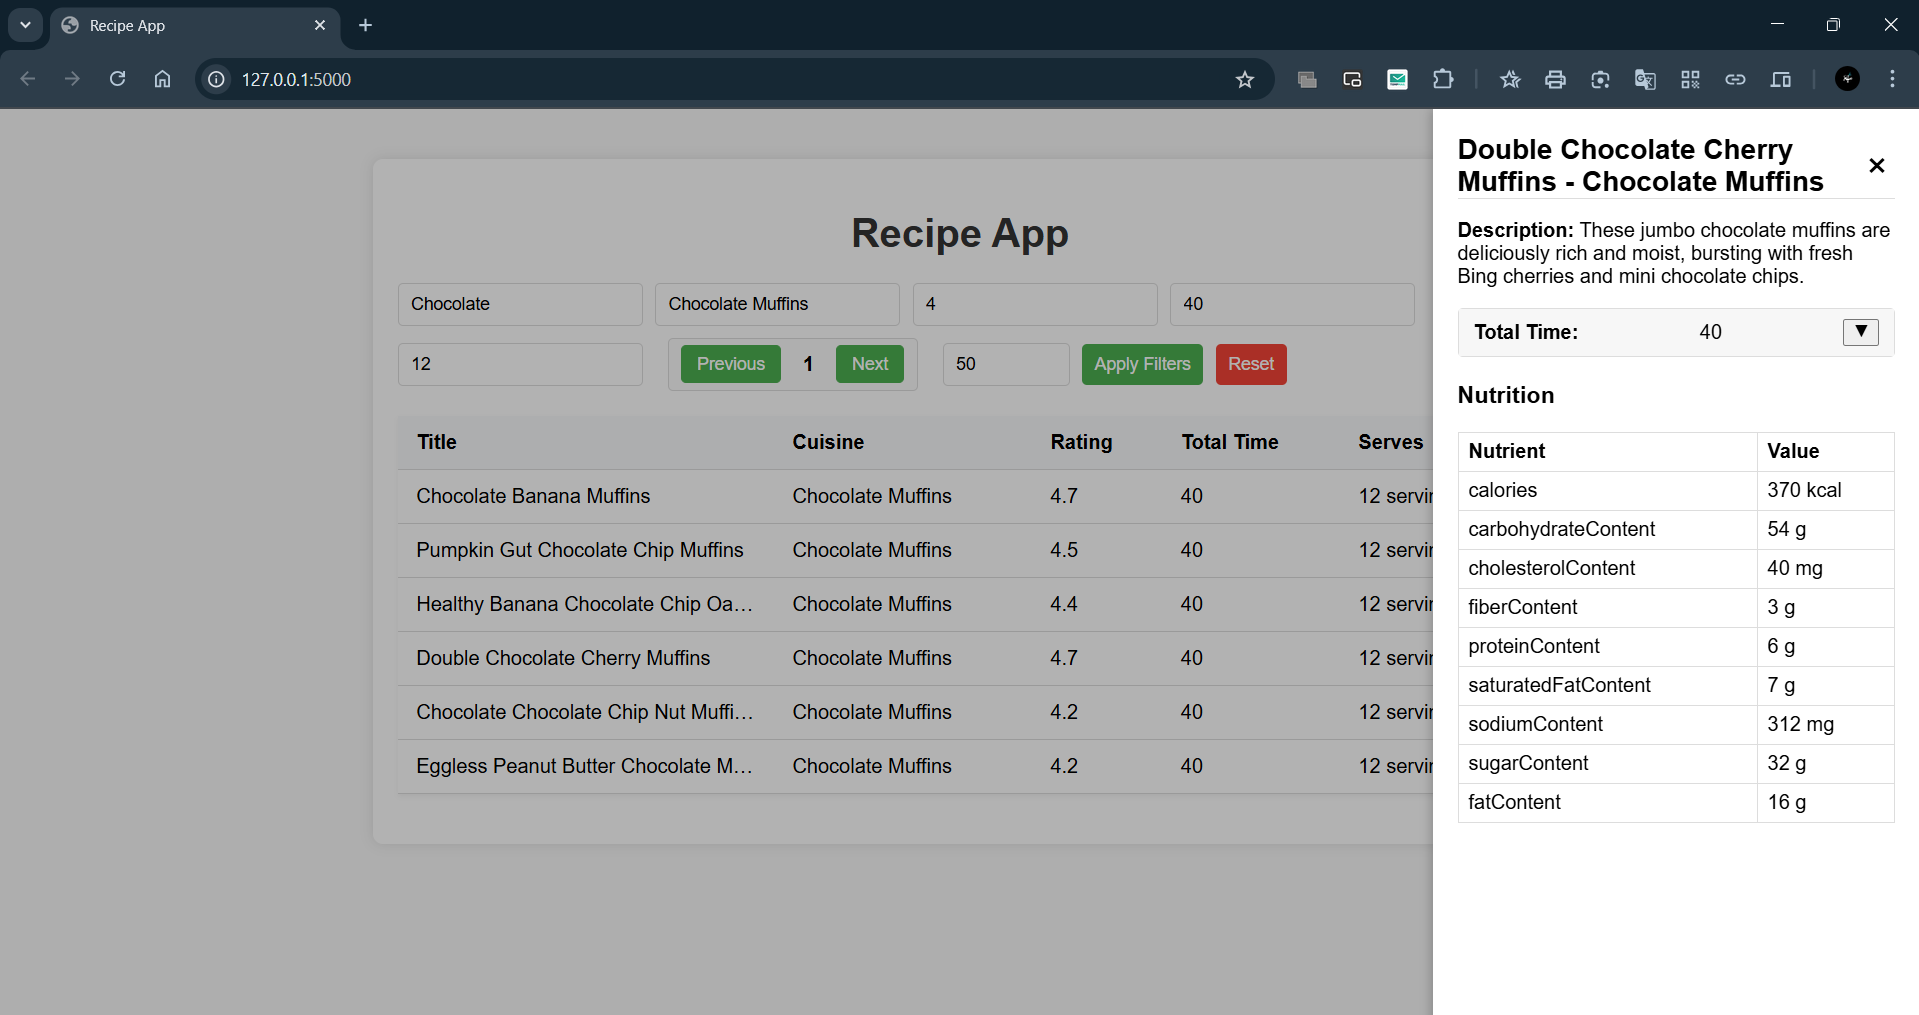 Recipe App
127.0.0.1:5000
Recipe App
Chocolate
Chocolate Muffins
4
40
12
Previous 1 Next
50
Apply Filters
Reset
Title Cuisine Rating Total Time Serves
Chocolate Banana Muffins Chocolate Muffins 4.7 40 12 servin
Pumpkin Gut Chocolate Chip Muffins Chocolate Muffins 4.5 40 12 servin
Healthy Banana Chocolate Chip Oa... Chocolate Muffins 4.4 40 12 servin
Double Chocolate Cherry Muffins Chocolate Muffins 4.7 40 12 servin
Chocolate Chocolate Chip Nut Muffi... Chocolate Muffins 4.2 40 12 servin
Eggless Peanut Butter Chocolate M... Chocolate Muffins 4.2 40 12 servin
Double Chocolate Cherry
Muffins - Chocolate Muffins
Description: These jumbo chocolate muffins are
deliciously rich and moist, bursting with fresh
Bing cherries and mini chocolate chips.
Total Time: 40
Nutrition
Nutrient Value
calories 370 kcal
carbohydrateContent 54 g
cholesterolContent 40 mg
fiberContent 3 g
proteinContent 6 g
saturatedFatContent 7 g
sodiumContent 312 mg
sugarContent 32 g
fatContent 16 g